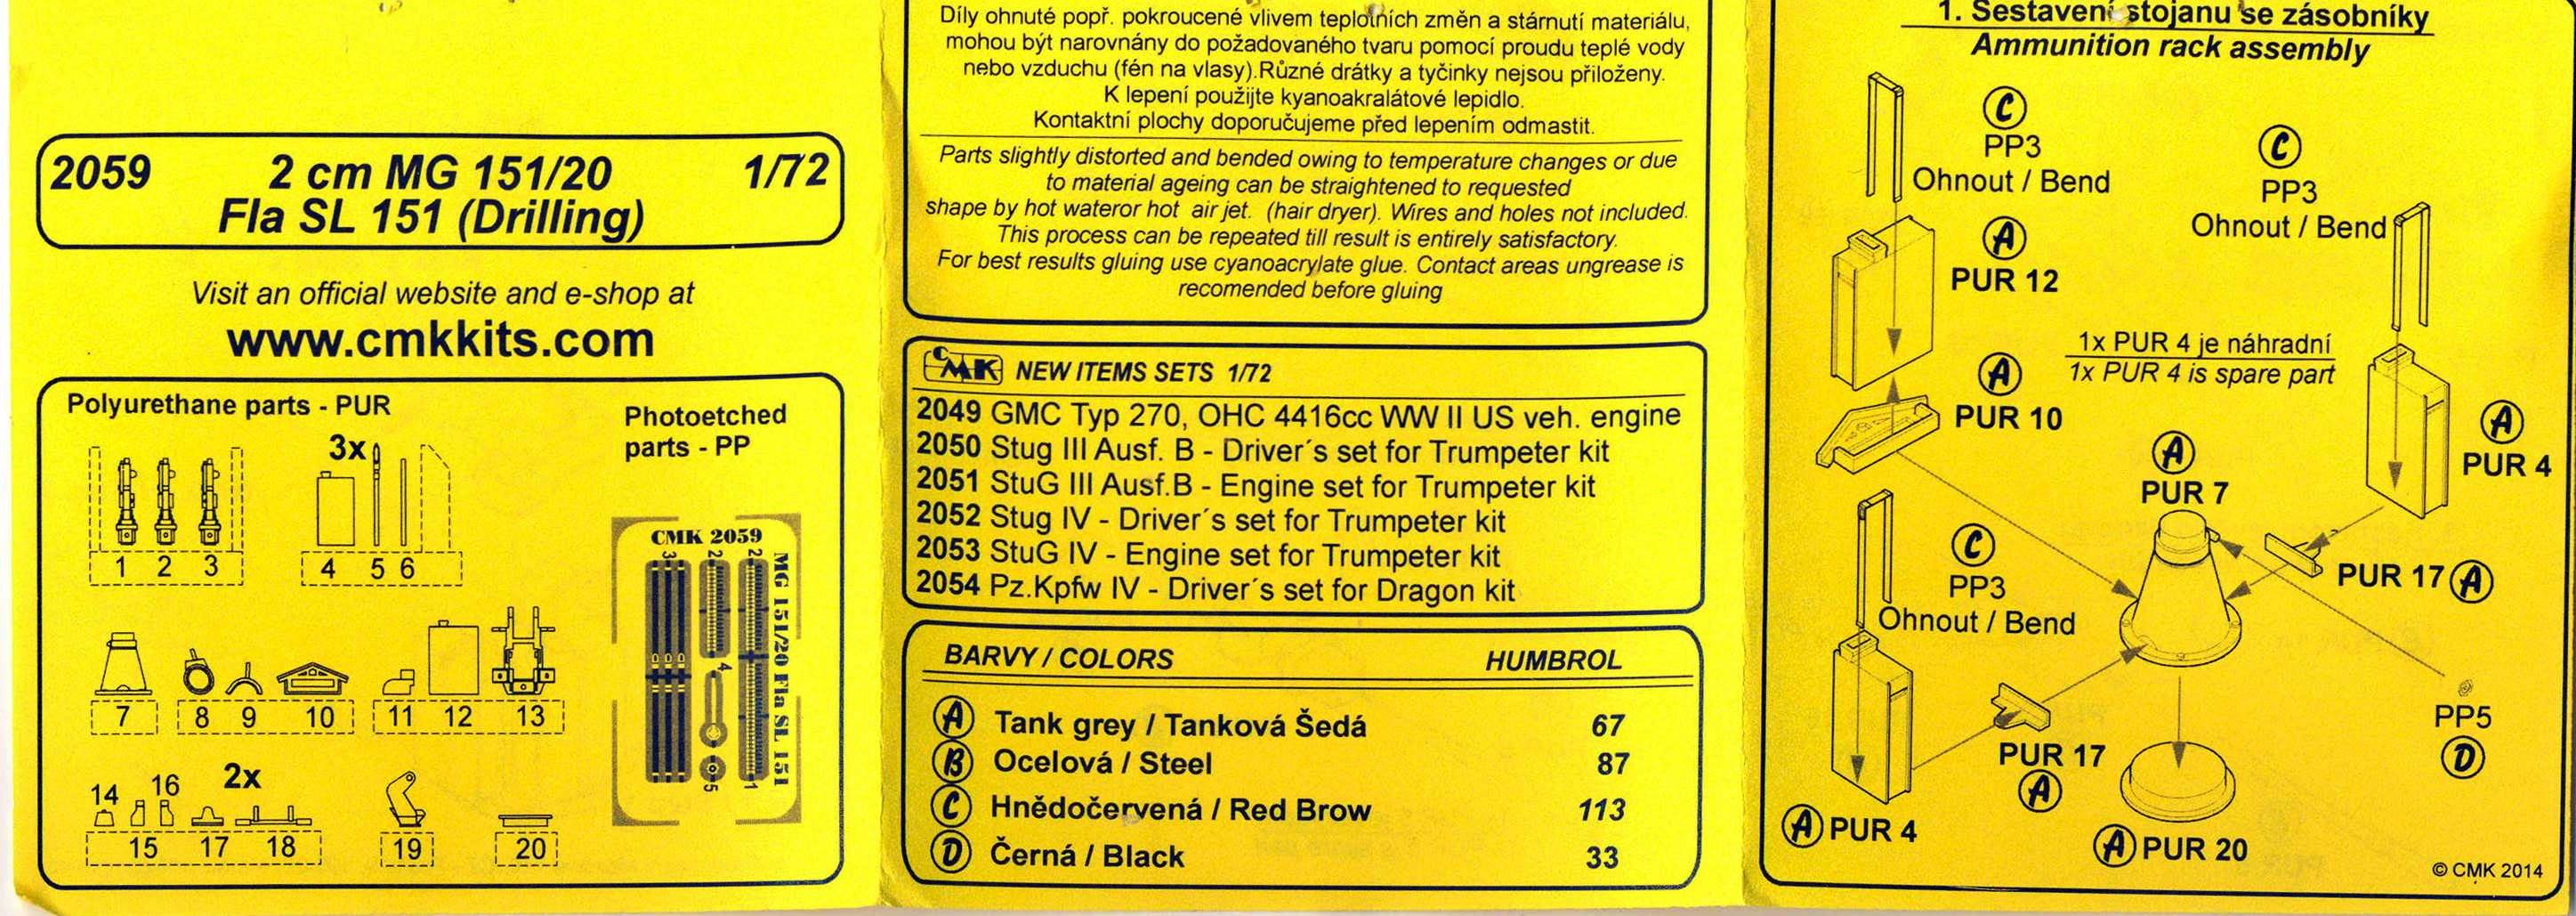 2059 2 cm MG 151/20 1/72
Fla SL 151 (Drilling)
Visit an official website and e-shop at
www.cmkkits.com
Polyurethane parts - PUR
Photoetched
parts - PP
3x
1 2 3
4 5 6
7
8 9 10
11 12 13
14 16 2x
15 17 18
19
20
CMK 2059
3 2 2
4
5 1
MG 151/20 Fla SL 151
Díly ohnuté popř. pokroucené vlivem teplotních změn a stárnutí materiálu,
mohou být narovnány do požadovaného tvaru pomocí proudu teplé vody
nebo vzduchu (fén na vlasy).Různé drátky a tyčinky nejsou přiloženy.
K lepení použijte kyanoakralátové lepidlo.
Kontaktní plochy doporučujeme před lepením odmastit.
Parts slightly distorted and bended owing to temperature changes or due
to material ageing can be straightened to requested
shape by hot wateror hot air jet. (hair dryer). Wires and holes not included.
This process can be repeated till result is entirely satisfactory.
For best results gluing use cyanoacrylate glue. Contact areas ungrease is
recomended before gluing
CMK NEW ITEMS SETS 1/72
2049 GMC Typ 270, OHC 4416cc WW II US veh. engine
2050 Stug III Ausf. B - Driver´s set for Trumpeter kit
2051 StuG III Ausf.B - Engine set for Trumpeter kit
2052 Stug IV - Driver´s set for Trumpeter kit
2053 StuG IV - Engine set for Trumpeter kit
2054 Pz.Kpfw IV - Driver´s set for Dragon kit
BARVY / COLORS HUMBROL
A Tank grey / Tanková Šedá 67
B Ocelová / Steel 87
C Hnědočervená / Red Brow 113
D Černá / Black 33
1. Sestavení stojanu se zásobníky
Ammunition rack assembly
C
PP3
Ohnout / Bend
C
PP3
Ohnout / Bend
A
PUR 12
1x PUR 4 je náhradní
1x PUR 4 is spare part
A
PUR 10
A
PUR 4
A
PUR 7
C
PP3
Ohnout / Bend
PUR 17 A
PP5
D
PUR 17
A
A PUR 4
A PUR 20
© CMK 2014